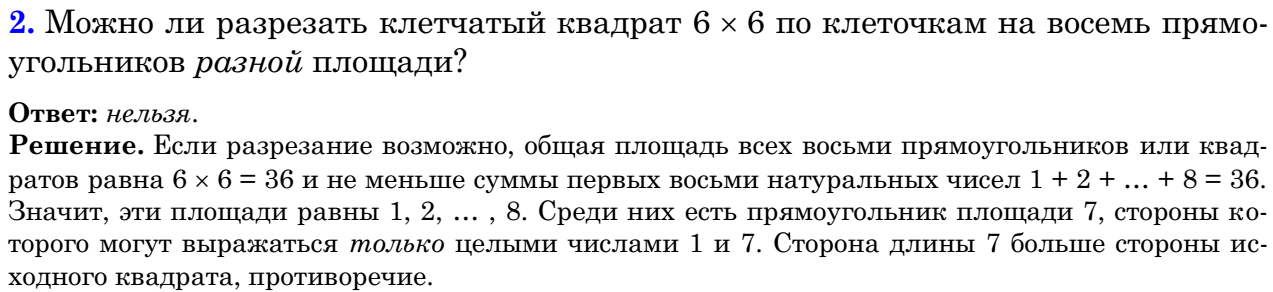 2. Можно ли разрезать клетчатый квадрат 6 × 6 по клеточкам на восемь прямо-
угольников разной площади?
Ответ: нельзя.
Решение. Если разрезание возможно, общая площадь всех восьми прямоугольников или квад-
ратов равна 6 × 6 = 36 и не меньше суммы первых восьми натуральных чисел 1 + 2 + ... + 8 = 36.
Значит, эти площади равны 1, 2, ... , 8. Среди них есть прямоугольник площади 7, стороны ко-
торого могут выражаться только целыми числами 1 и 7. Сторона длины 7 больше стороны ис-
ходного квадрата, противоречие.